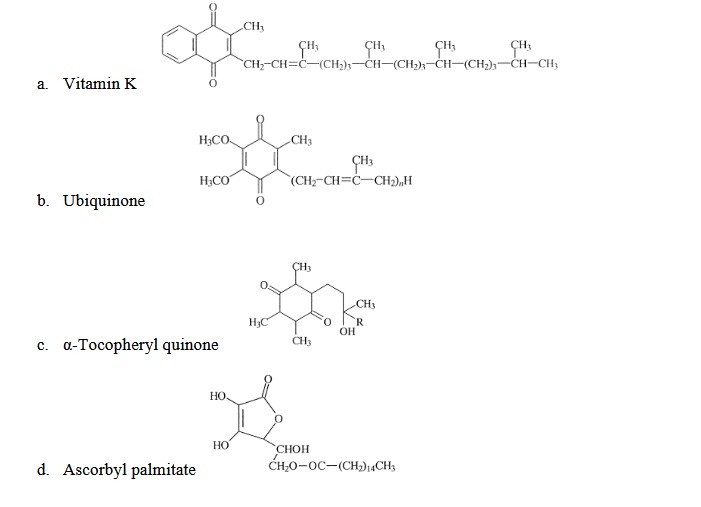 O
CH₃
CH₃ CH₃ CH₃ CH₃
CH₂-CH=C-(CH₂)₃-CH-(CH₂)₃-CH-(CH₂)₃-CH-CH₃
O
a. Vitamin K
O
H₃CO CH₃
CH₃
H₃CO (CH₂-CH=C-CH₂)ₙH
O
b. Ubiquinone
CH₃
O
CH₃
H₃C O R
OH
CH₃
c. α-Tocopheryl quinone
O
HO
O
HO CHOH
CH₂O-OC-(CH₂)₁₄CH₃
d. Ascorbyl palmitate